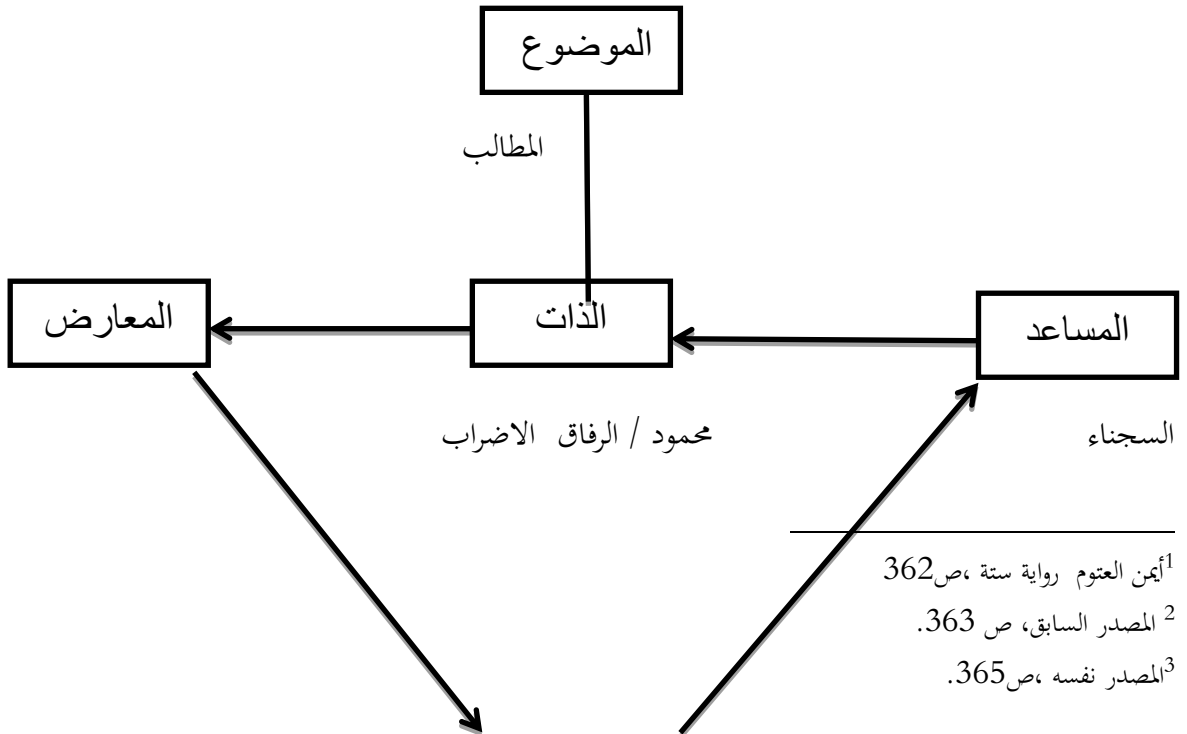 الموضوع
المطالب
المساعد الذات المعارض
السجناء محمود / الرفاق الاضراب
1أيمن العتوم رواية ستة ،ص362
2 المصدر السابق، ص 363.
3المصدر نفسه ،ص365.